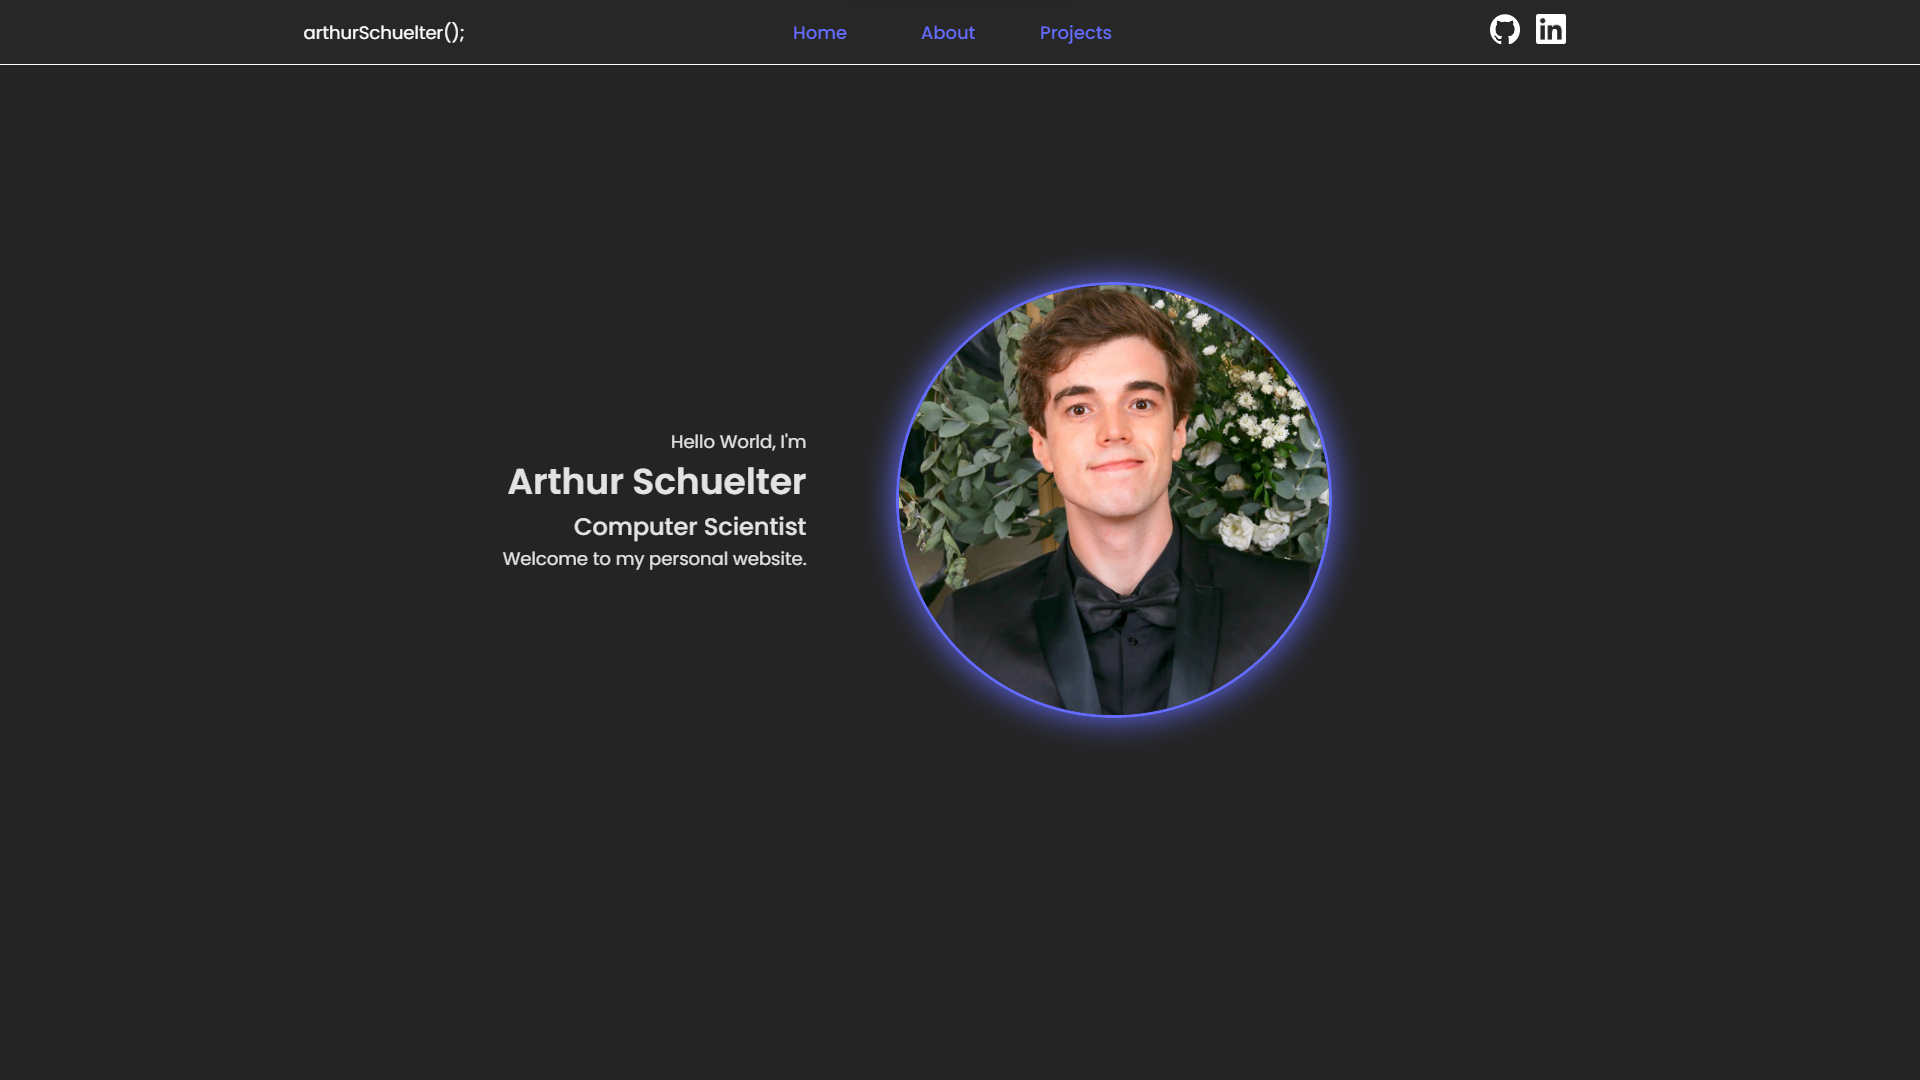 arthurSchuelter();
Home
About
Projects
Hello World, I'm
Arthur Schuelter
Computer Scientist
Welcome to my personal website.